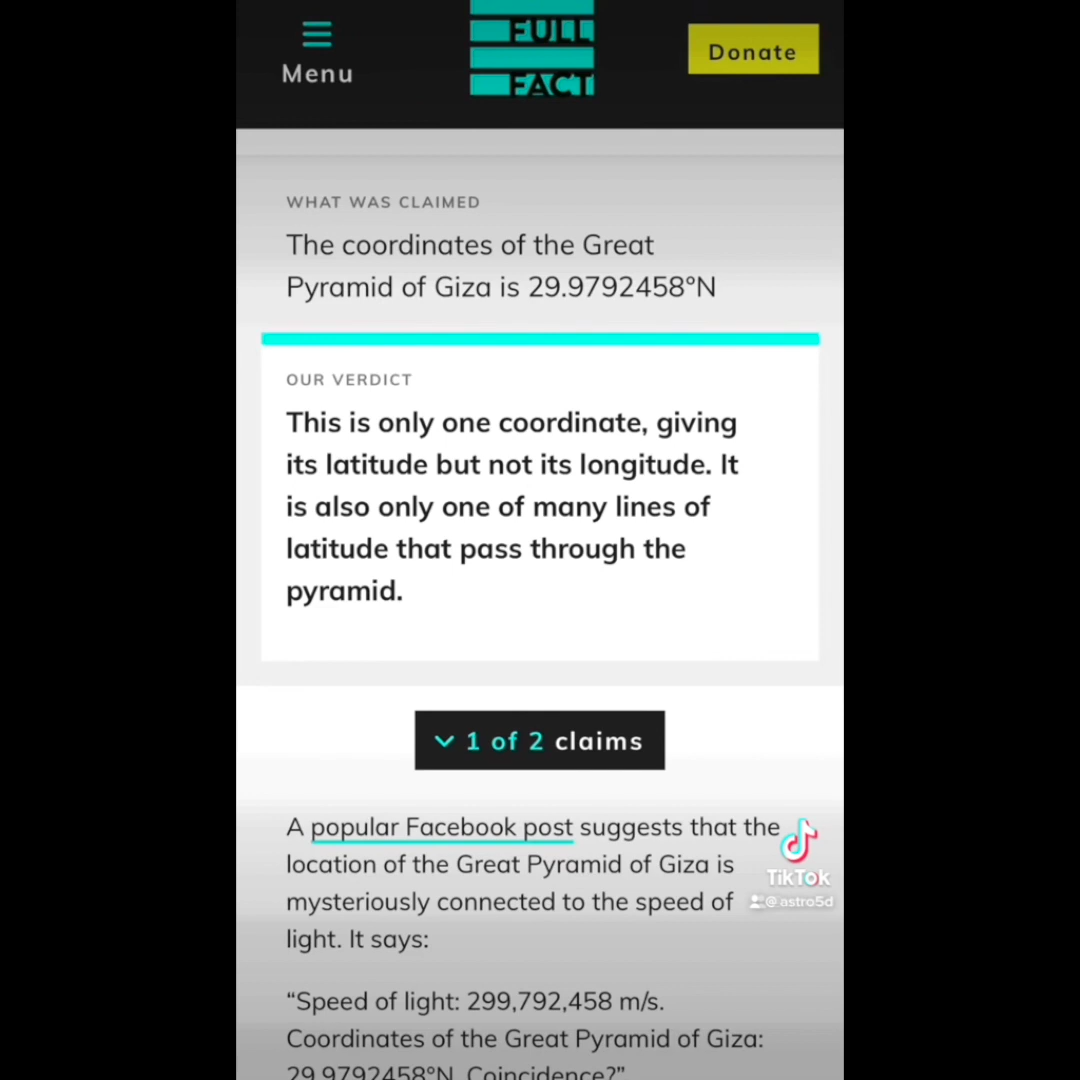 Menu
FULL
FACT
Donate
WHAT WAS CLAIMED
The coordinates of the Great
Pyramid of Giza is 29.9792458°N
OUR VERDICT
This is only one coordinate, giving
its latitude but not its longitude. It
is also only one of many lines of
latitude that pass through the
pyramid.
1 of 2 claims
A popular Facebook post suggests that the
location of the Great Pyramid of Giza is
mysteriously connected to the speed of
light. It says:
TikTok
@astro5d
“Speed of light: 299,792,458 m/s.
Coordinates of the Great Pyramid of Giza:
29.9792458°N. Coincidence?”